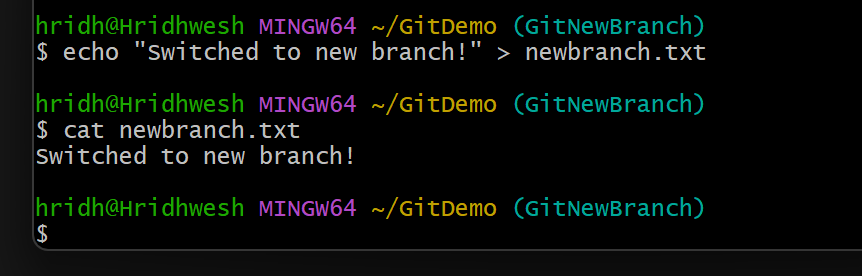 hridh@Hridhwesh MINGW64 ~/GitDemo (GitNewBranch)
$ echo "Switched to new branch!" > newbranch.txt
hridh@Hridhwesh MINGW64 ~/GitDemo (GitNewBranch)
$ cat newbranch.txt
Switched to new branch!
hridh@Hridhwesh MINGW64 ~/GitDemo (GitNewBranch)
$